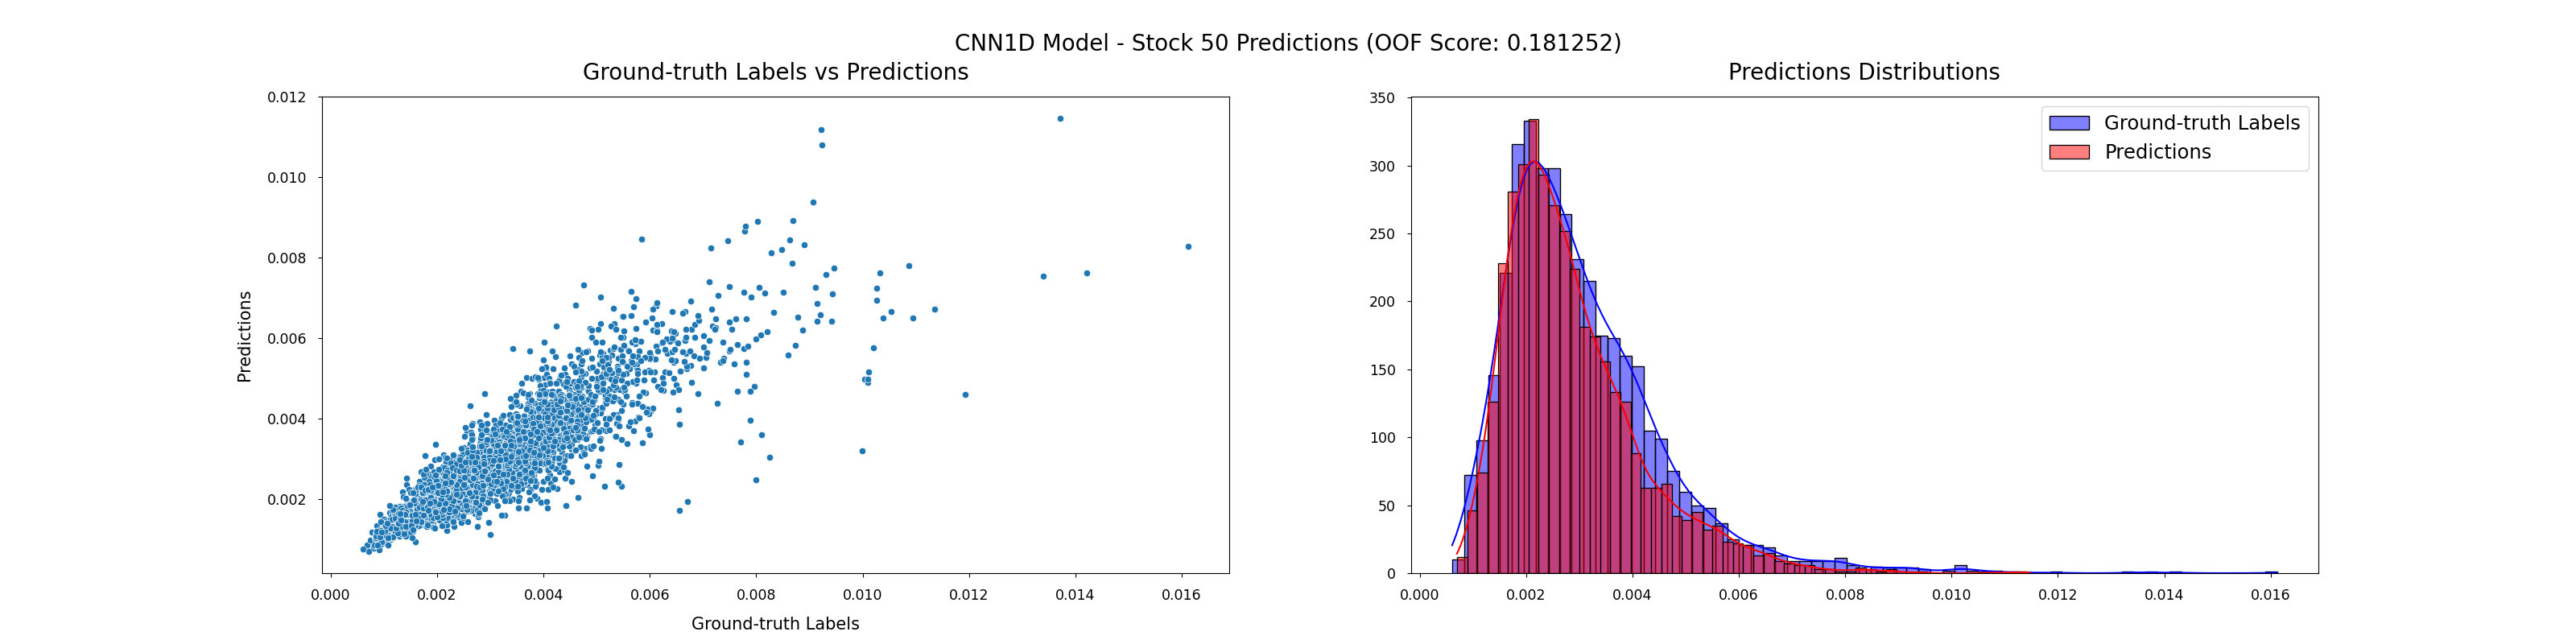 CNN1D Model - Stock 50 Predictions (OOF Score: 0.181252)
Ground-truth Labels vs Predictions
0.012
0.010
0.008
0.006
0.004
0.002
Predictions
0.000 0.002 0.004 0.006 0.008 0.010 0.012 0.014 0.016
Ground-truth Labels
Predictions Distributions
350
300
250
200
150
100
50
0
Ground-truth Labels
Predictions
0.000 0.002 0.004 0.006 0.008 0.010 0.012 0.014 0.016